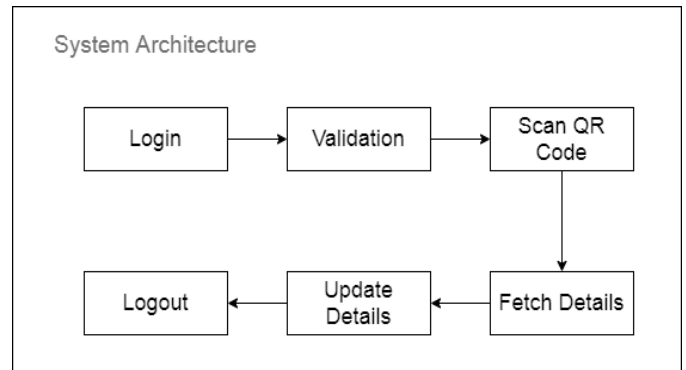 System Architecture
Login
Validation
Scan QR
Code
Logout
Update
Details
Fetch Details